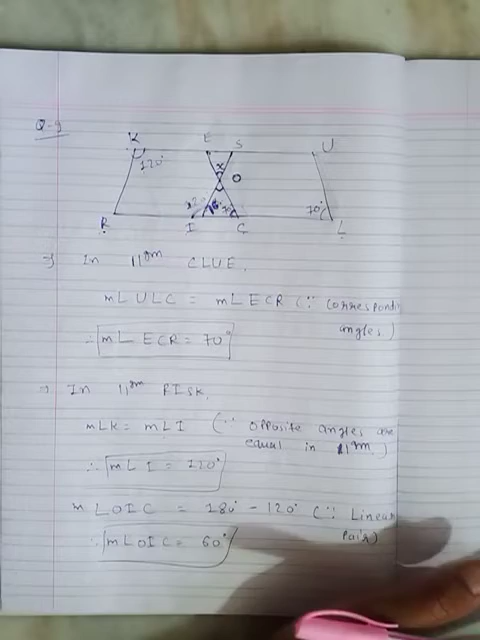 Q-9
K E S U
120°
x
O
70°
R I C L
⇒ In ||gm CLUE,
m∠ULC = m∠ECR (∵ corresponding
angles)
∴ m∠ECR = 70°
⇒ In ||gm RISK,
m∠K = m∠I (∵ opposite angles are
equal in ||gm.)
∴ m∠I = 120°
m∠OIC = 180° - 120° (∵ Linear
Pair)
∴ m∠OIC = 60°